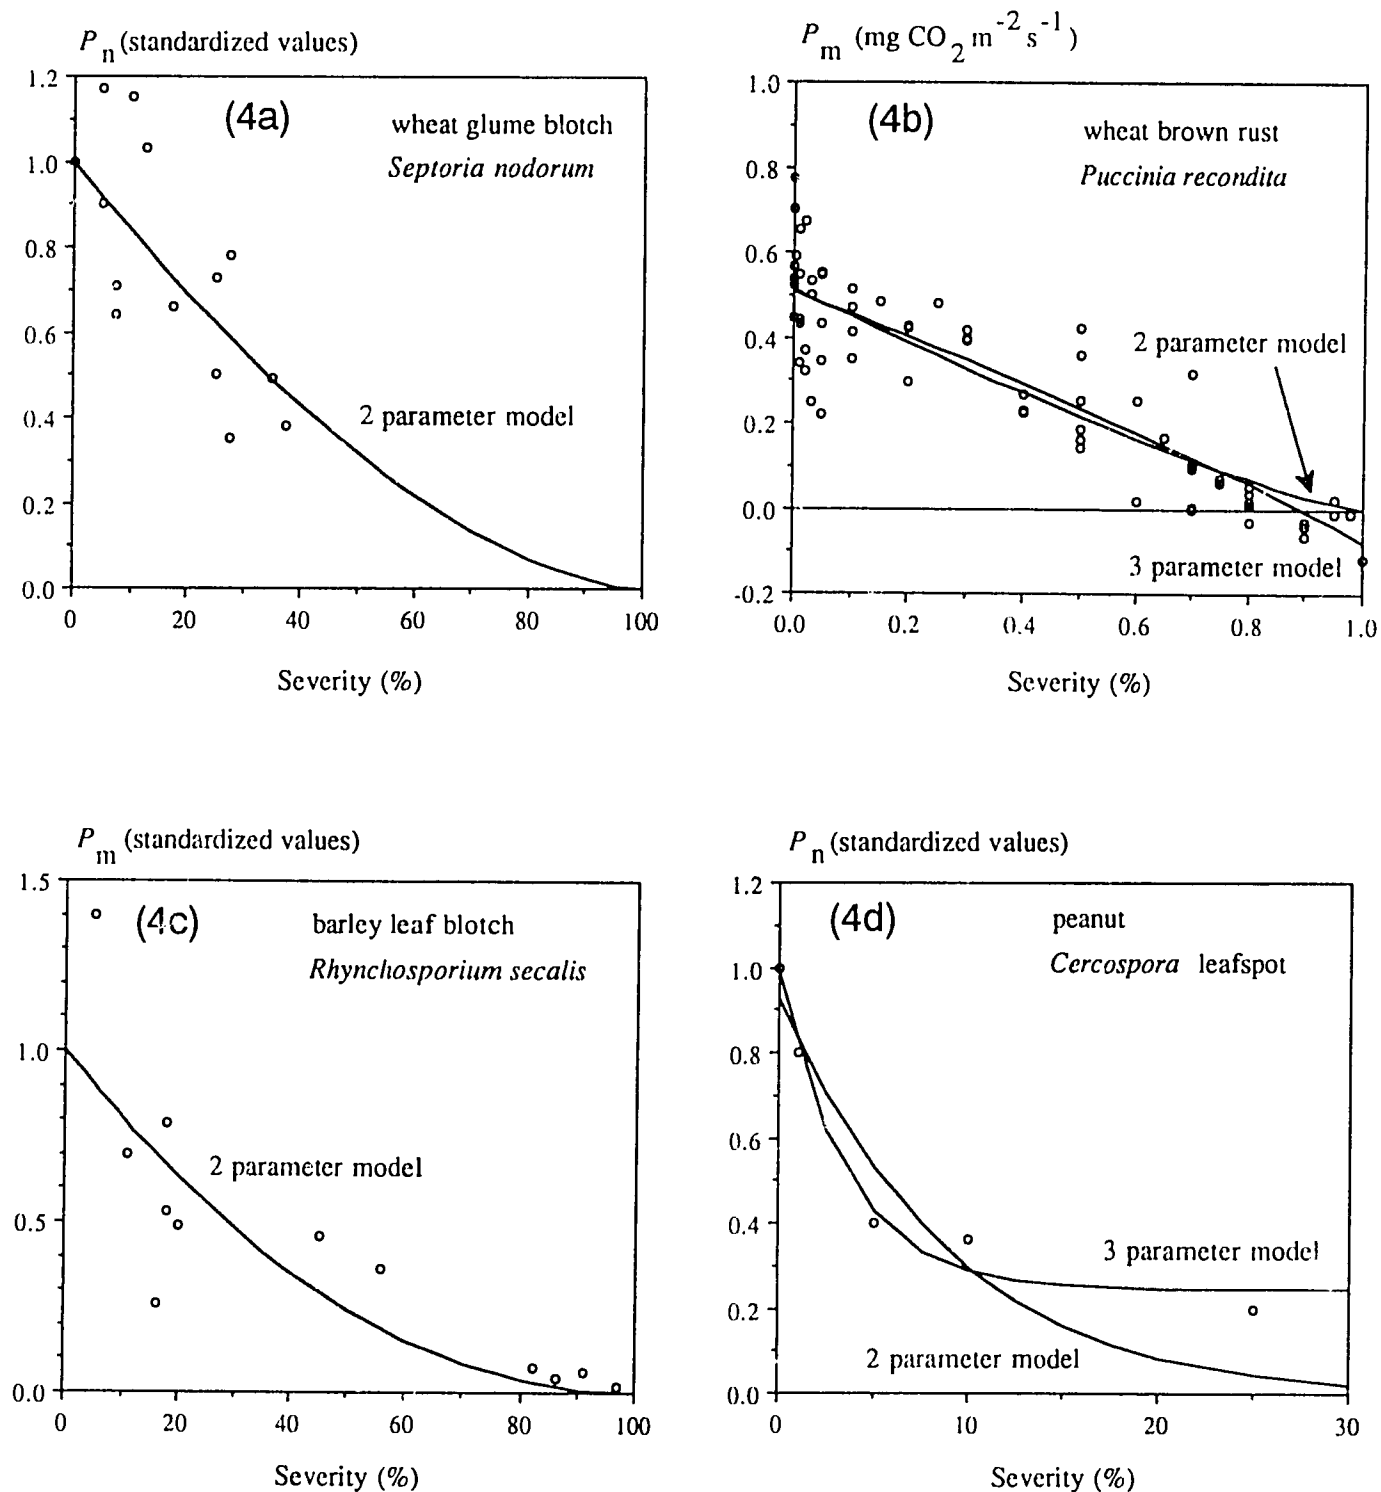 P n (standardized values)
1.2
1.0
0.8
0.6
0.4
0.2
0.0
(4a)
wheat glume blotch
Septoria nodorum
2 parameter model
0 20 40 60 80 100
Severity (%)
P m (mg CO 2 m -2 s -1)
1.0
0.8
0.6
0.4
0.2
0.0
-0.2
(4b)
wheat brown rust
Puccinia recondita
2 parameter model
3 parameter model
0.0 0.2 0.4 0.6 0.8 1.0
Severity (%)
P m (standardized values)
1.5
1.0
0.5
0.0
(4c)
barley leaf blotch
Rhynchosporium secalis
2 parameter model
0 20 40 60 80 100
Severity (%)
P n (standardized values)
1.2
1.0
0.8
0.6
0.4
0.2
0.0
(4d)
peanut
Cercospora leafspot
3 parameter model
2 parameter model
0 10 20 30
Severity (%)